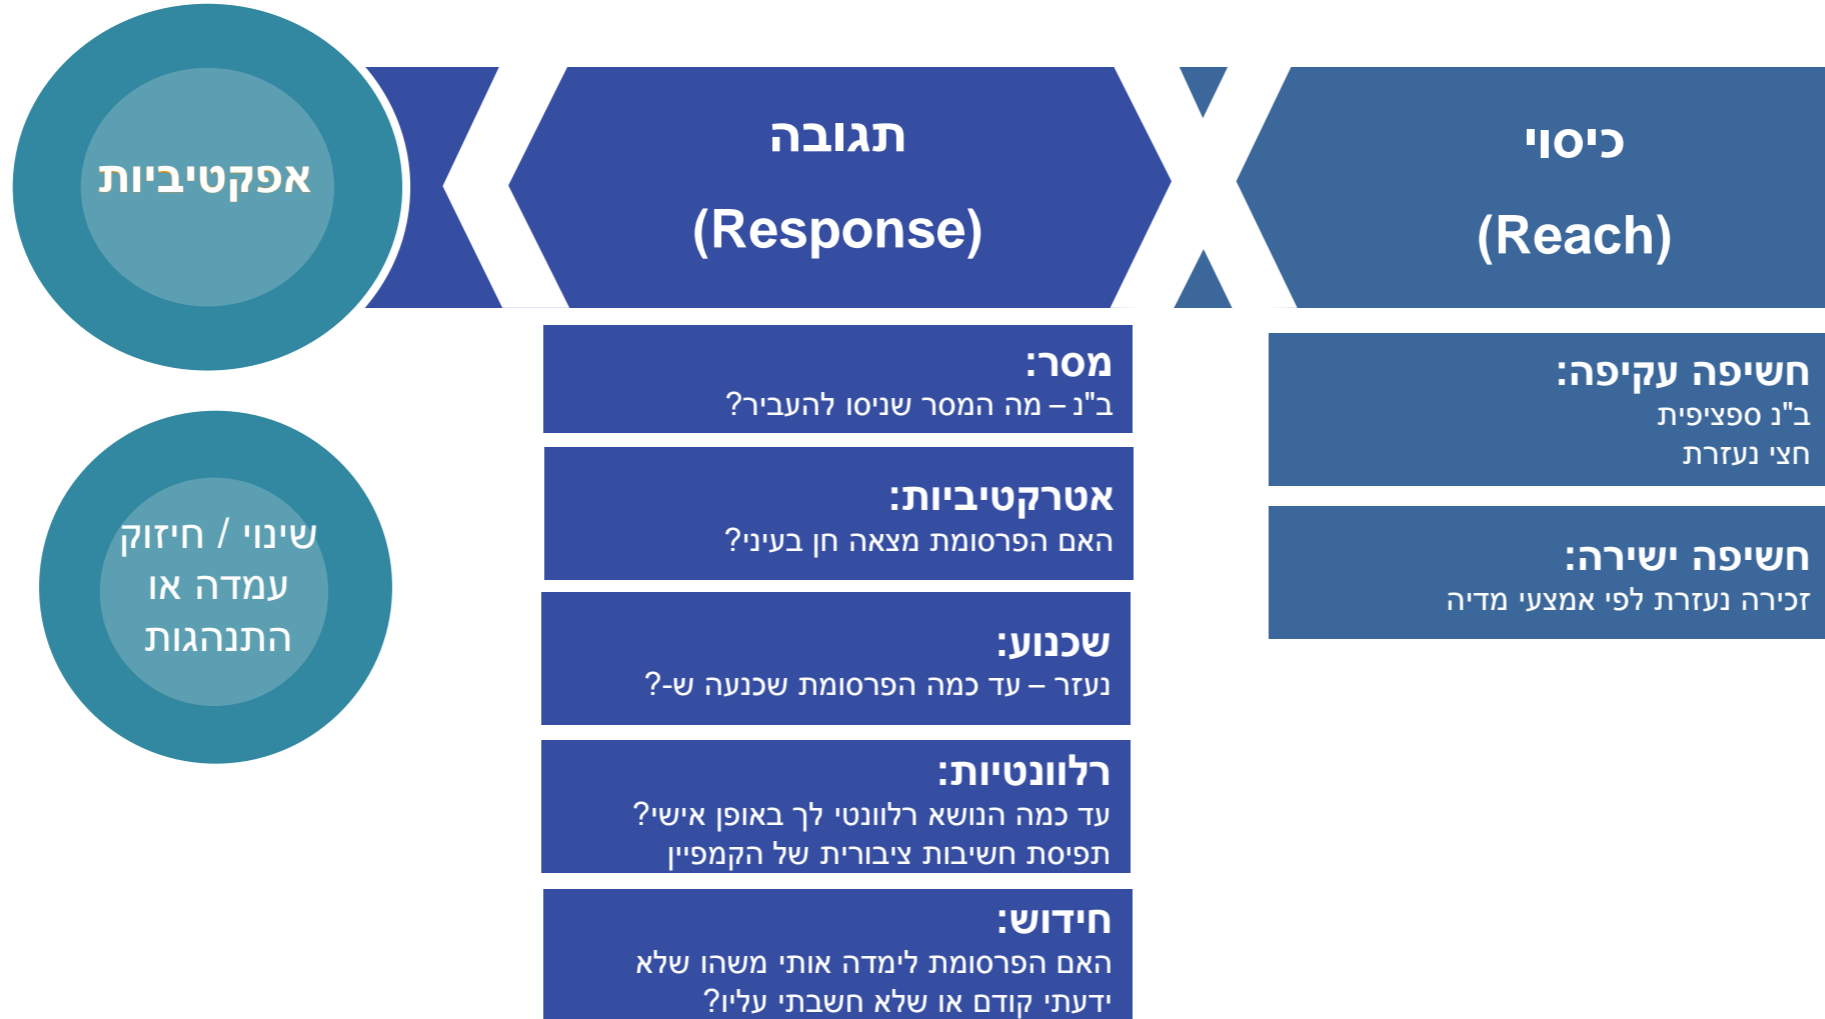 כיסוי
(Reach)
חשיפה עקיפה:
ב"נ ספציפית
חצי נעזרת
חשיפה ישירה:
זכירה נעזרת לפי אמצעי מדיה
תגובה
(Response)
מסר:
ב"נ – מה המסר שניסו להעביר?
אטרקטיביות:
האם הפרסומת מצאה חן בעיני?
שכנוע:
נעזר – עד כמה הפרסומת שכנעה ש-?
רלוונטיות:
עד כמה הנושא רלוונטי לך באופן אישי?
תפיסת חשיבות ציבורית של הקמפיין
חידוש:
האם הפרסומת לימדה אותי משהו שלא
ידעתי קודם או שלא חשבתי עליו?
אפקטיביות
שינוי / חיזוק
עמדה או
התנהגות